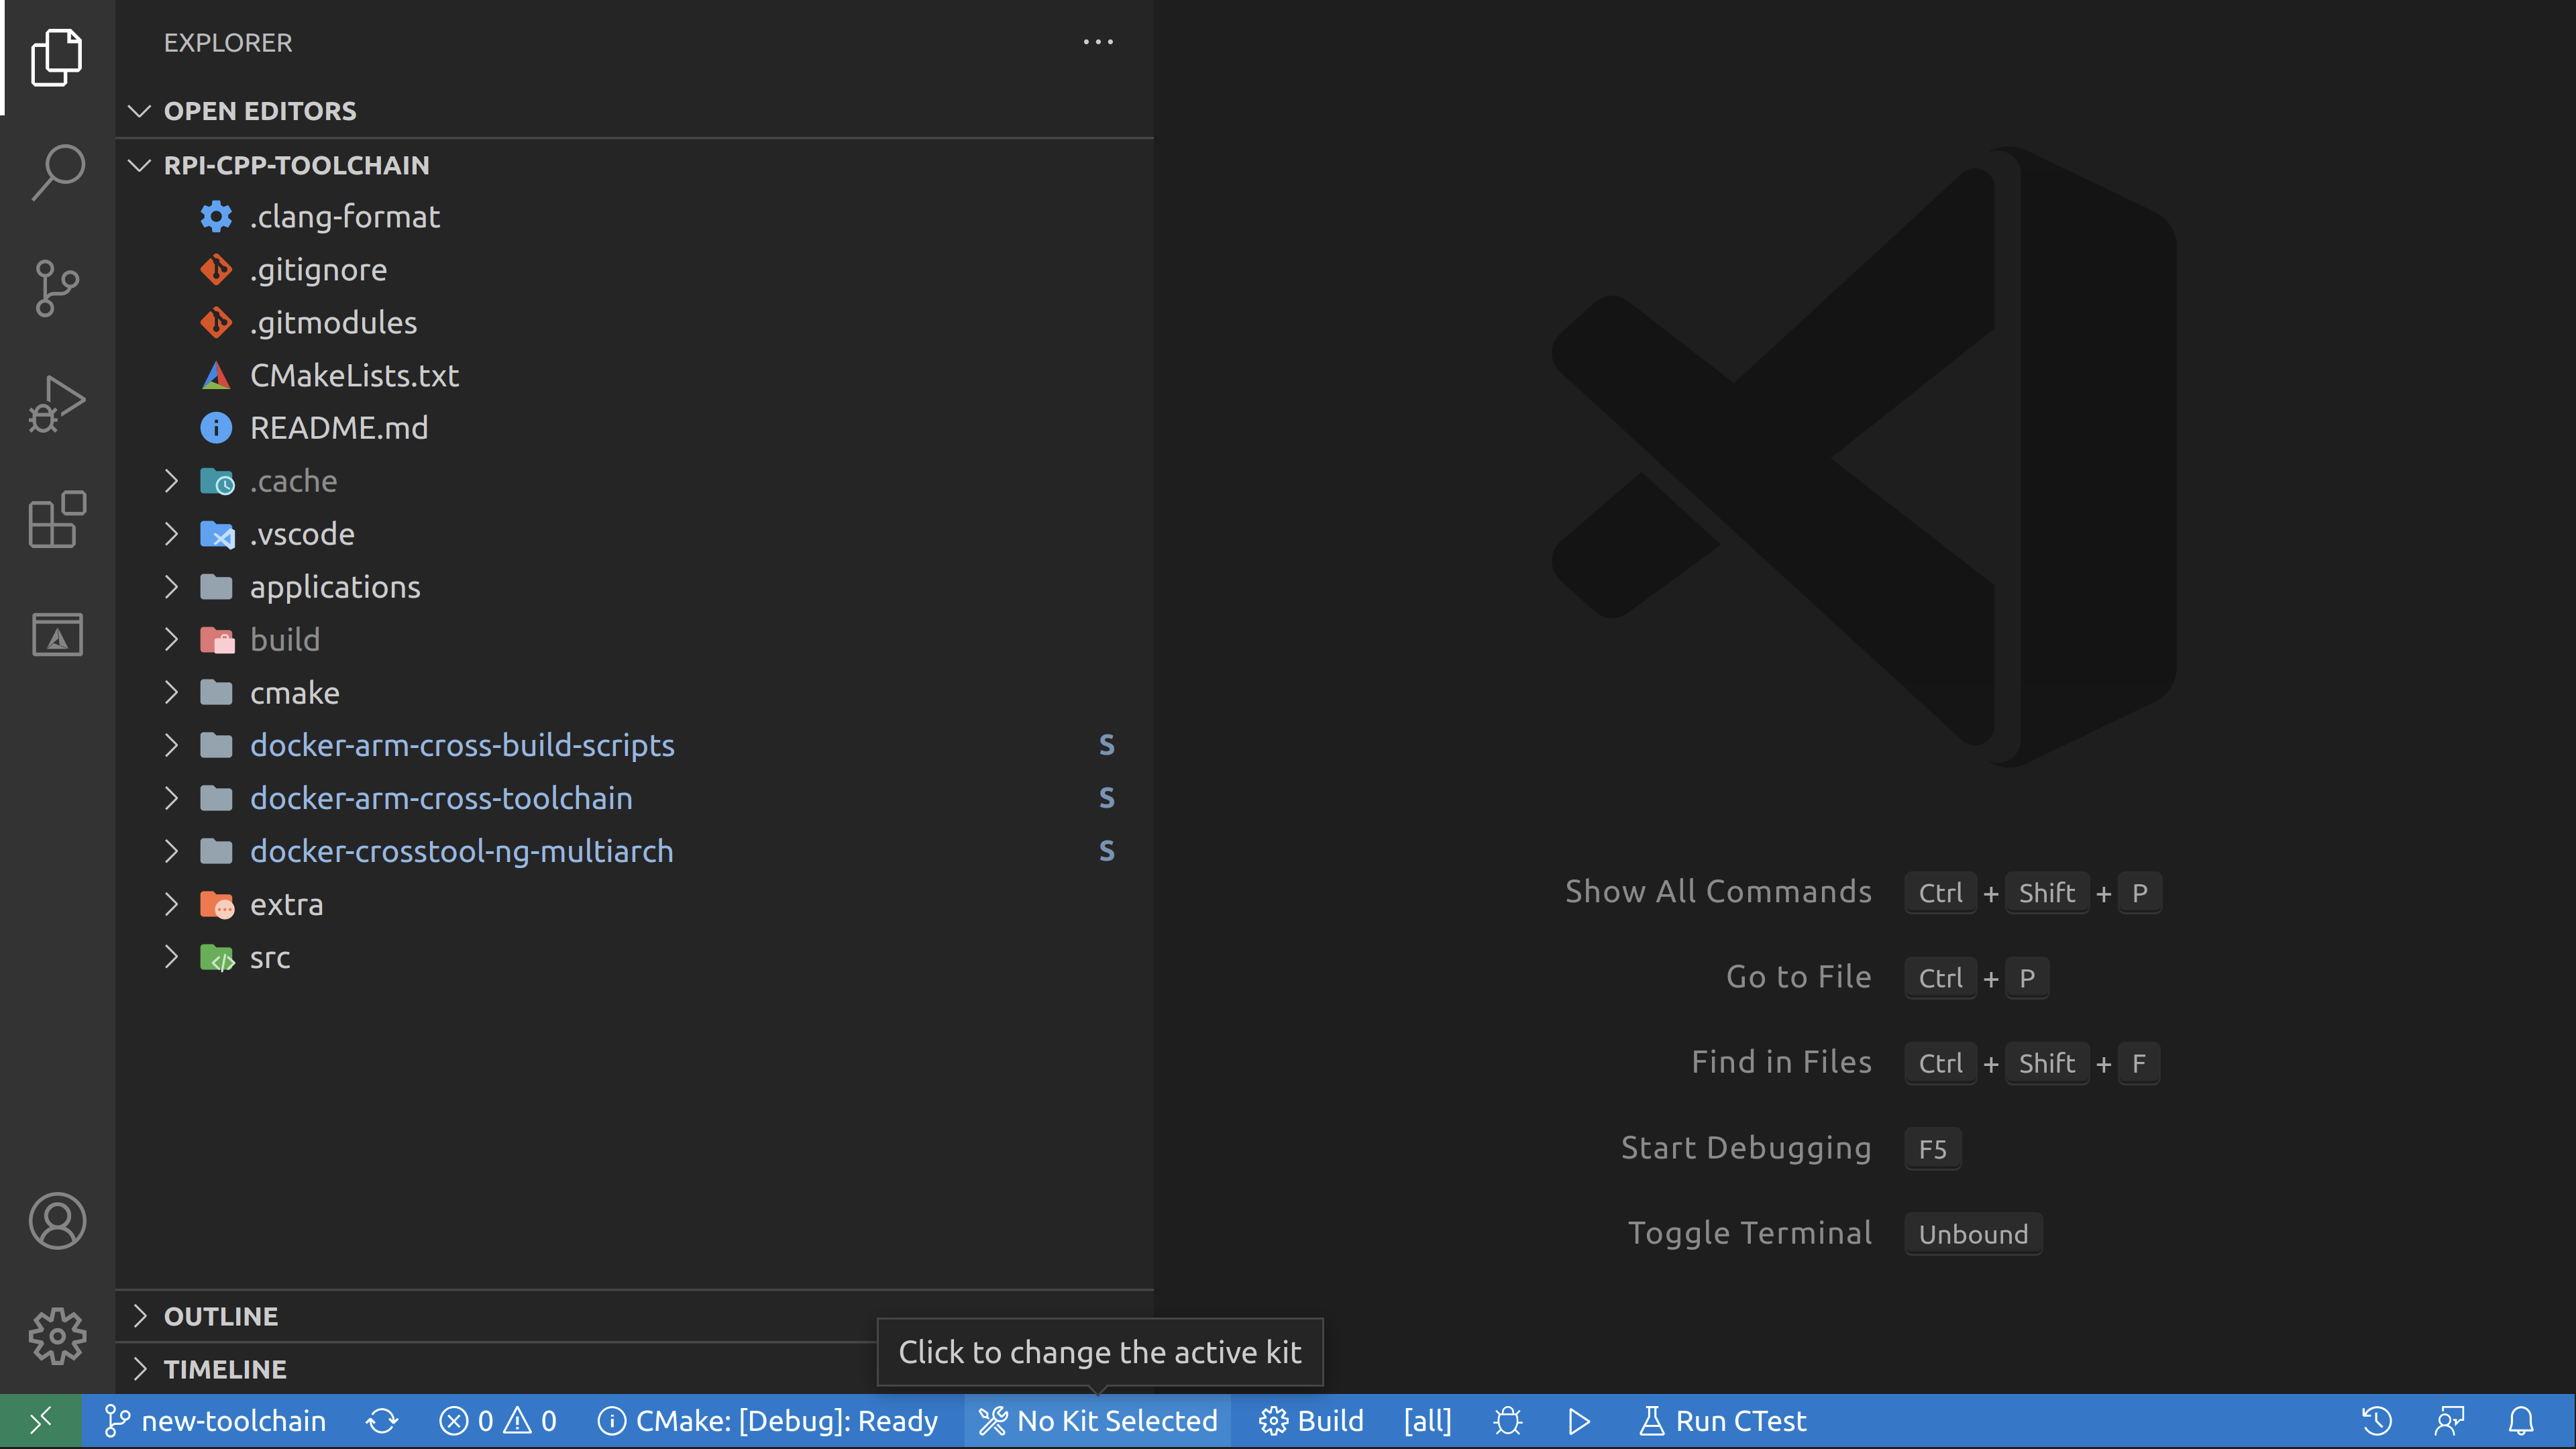 EXPLORER
OPEN EDITORS
RPI-CPP-TOOLCHAIN
.clang-format
.gitignore
.gitmodules
CMakeLists.txt
README.md
.cache
.vscode
applications
build
cmake
docker-arm-cross-build-scripts S
docker-arm-cross-toolchain S
docker-crosstool-ng-multiarch S
extra
src
OUTLINE
TIMELINE
Show All Commands Ctrl + Shift + P
Go to File Ctrl + P
Find in Files Ctrl + Shift + F
Start Debugging F5
Toggle Terminal Unbound
Click to change the active kit
new-toolchain 0 0 CMake: [Debug]: Ready No Kit Selected Build [all] Run CTest